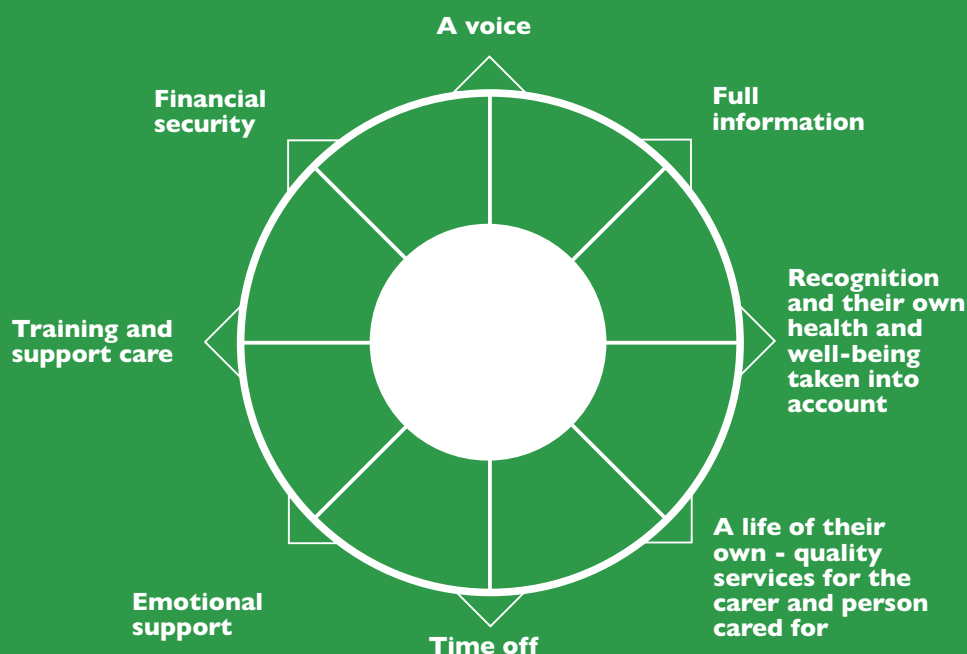 A voice
Financial
security
Full
information
Training and
support care
Recognition
and their own
health and
well-being
taken into
account
Emotional
support
A life of their
own - quality
services for the
carer and person
cared for
Time off